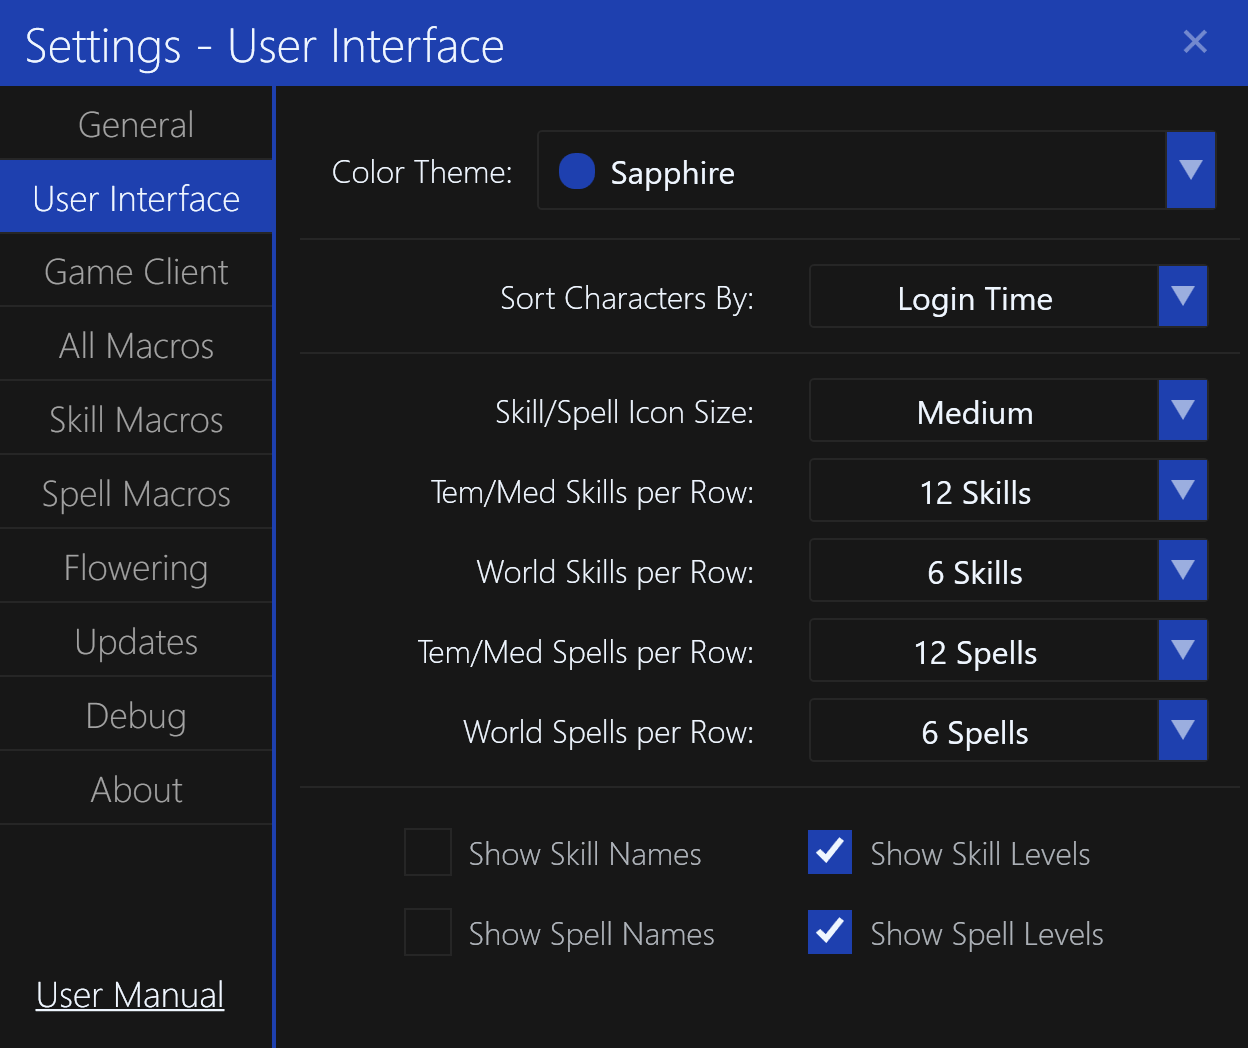 Settings - User Interface
General
User Interface
Game Client
All Macros
Skill Macros
Spell Macros
Flowering
Updates
Debug
About
User Manual
Color Theme: Sapphire
Sort Characters By: Login Time
Skill/Spell Icon Size: Medium
Tem/Med Skills per Row: 12 Skills
World Skills per Row: 6 Skills
Tem/Med Spells per Row: 12 Spells
World Spells per Row: 6 Spells
Show Skill Names Show Skill Levels
Show Spell Names Show Spell Levels